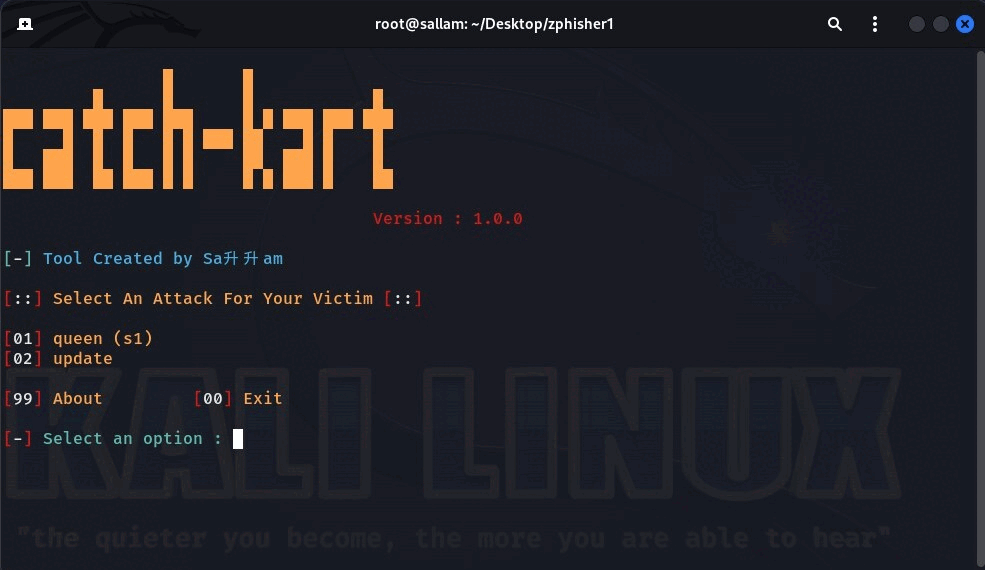 root@sallam: ~/Desktop/zphisher1
catch-kart
Version : 1.0.0
[-] Tool Created by Sa升升am
[::] Select An Attack For Your Victim [::]
[01] queen (s1)
[02] update
[99] About [00] Exit
[-] Select an option :
KALI LINUX
"the quieter you become, the more you are able to hear"